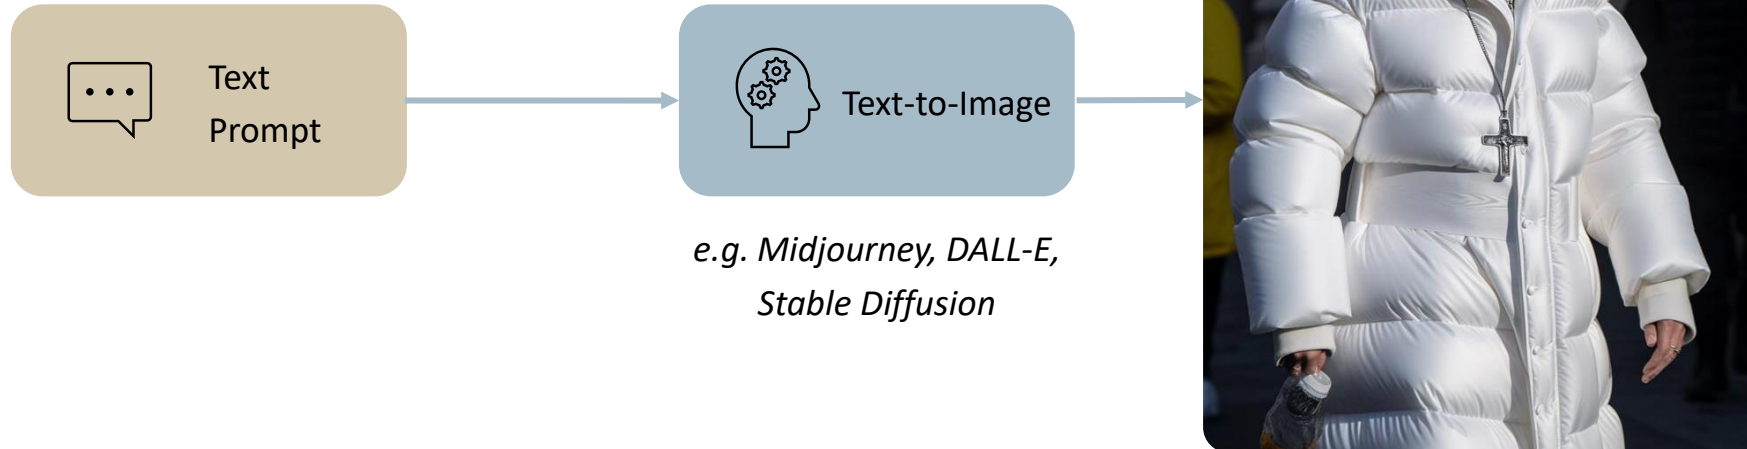 Text
Prompt
Text-to-Image
e.g. Midjourney, DALL-E,
Stable Diffusion